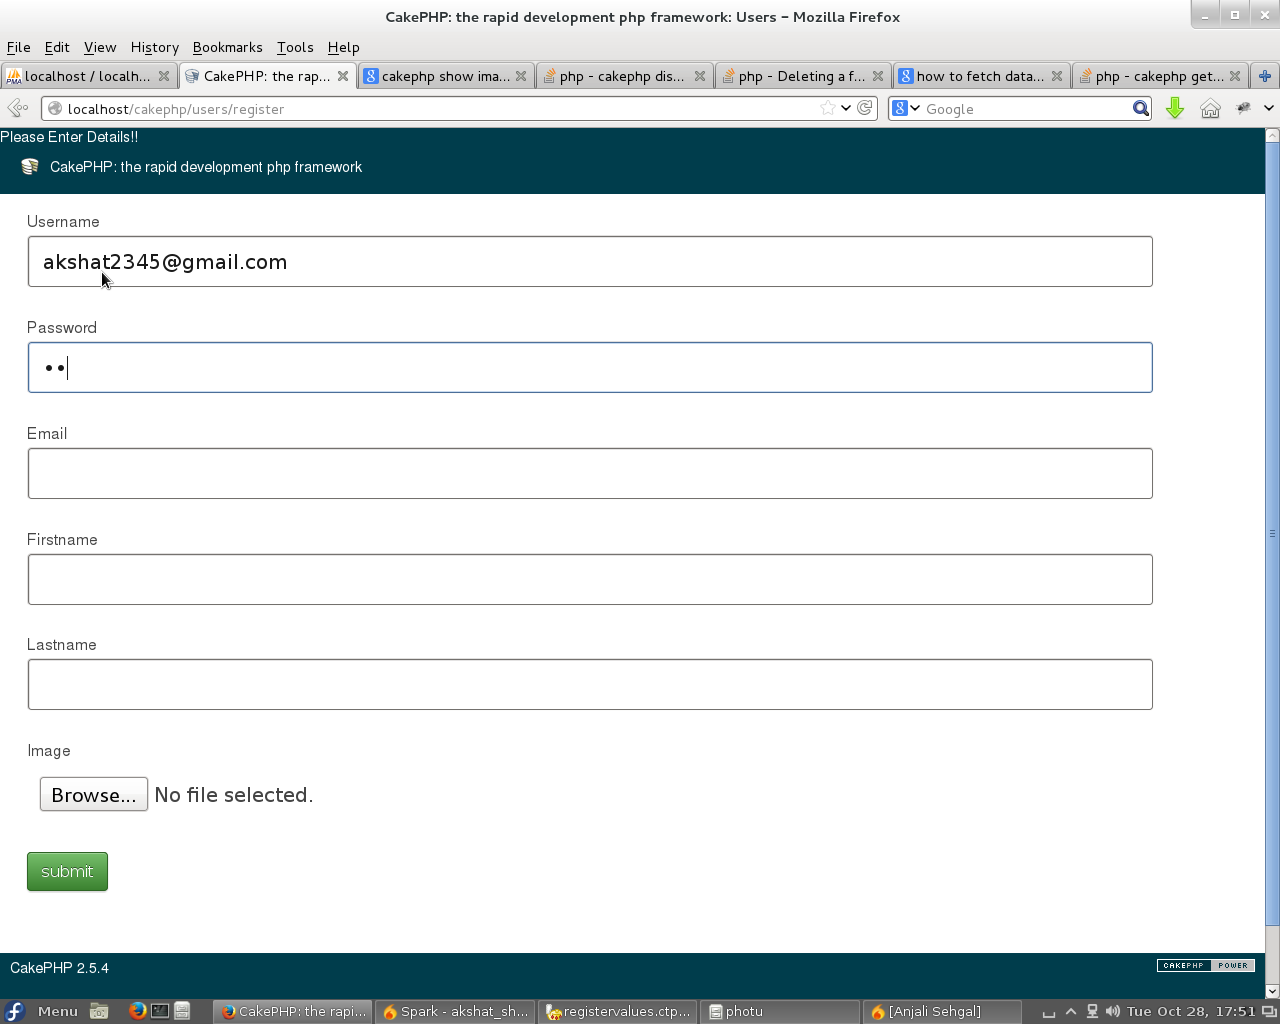 CakePHP: the rapid development php framework: Users - Mozilla Firefox
File Edit View History Bookmarks Tools Help
localhost / localh... CakePHP: the rap... cakephp show ima... php - cakephp dis... php - Deleting a f... how to fetch data... php - cakephp get...
localhost/cakephp/users/register Google
Please Enter Details!!
CakePHP: the rapid development php framework
Username
akshat2345@gmail.com
Password
Email
Firstname
Lastname
Image
Browse... No file selected.
submit
CakePHP 2.5.4 CAKEPHP POWER
Menu CakePHP: the rapi... Spark - akshat_sh... registervalues.ctp... photu [Anjali Sehgal] Tue Oct 28, 17:51